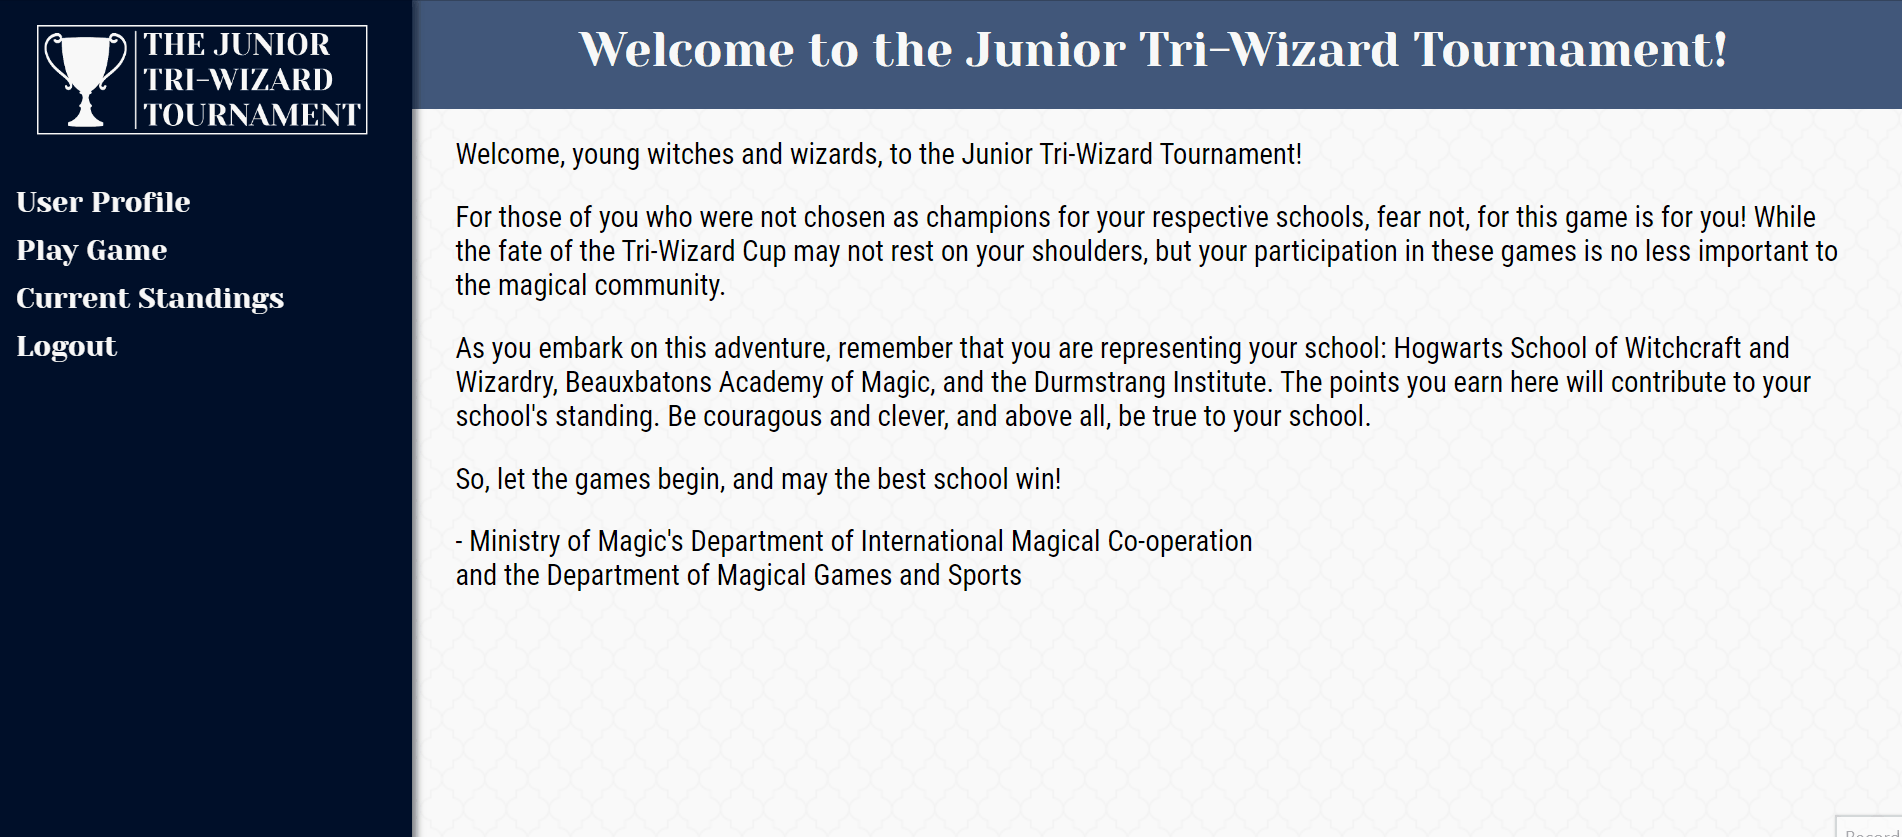 THE JUNIOR
TRI-WIZARD
TOURNAMENT
User Profile
Play Game
Current Standings
Logout
Welcome to the Junior Tri-Wizard Tournament!
Welcome, young witches and wizards, to the Junior Tri-Wizard Tournament!
For those of you who were not chosen as champions for your respective schools, fear not, for this game is for you! While
the fate of the Tri-Wizard Cup may not rest on your shoulders, but your participation in these games is no less important to
the magical community.
As you embark on this adventure, remember that you are representing your school: Hogwarts School of Witchcraft and
Wizardry, Beauxbatons Academy of Magic, and the Durmstrang Institute. The points you earn here will contribute to your
school's standing. Be couragous and clever, and above all, be true to your school.
So, let the games begin, and may the best school win!
- Ministry of Magic's Department of International Magical Co-operation
and the Department of Magical Games and Sports